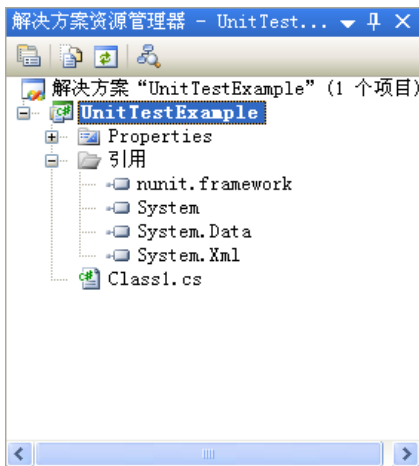 解决方案资源管理器 - UnitTest...
解决方案 “UnitTestExample” (1 个项目)
UnitTestExample
Properties
引用
nunit.framework
System
System.Data
System.Xml
Class1.cs